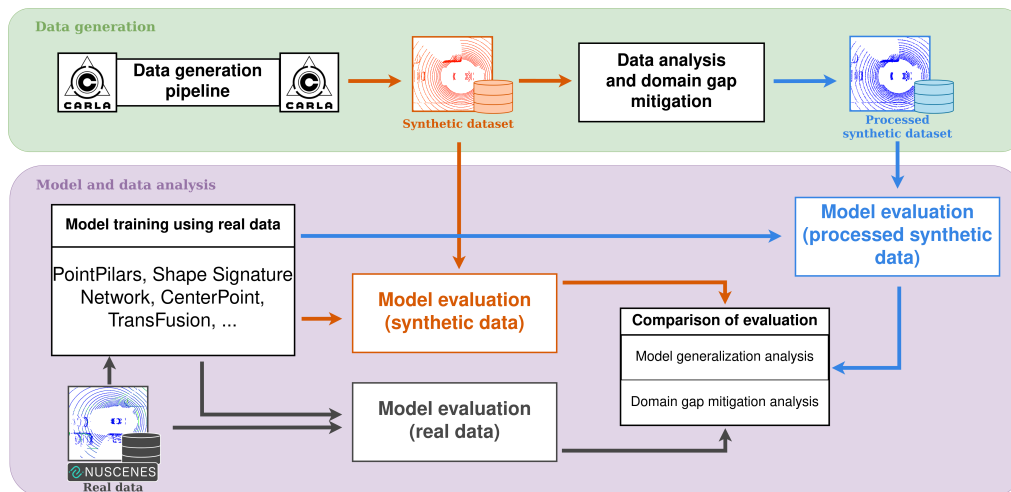 Data generation
Data generation
pipeline
CARLA
CARLA
Synthetic dataset
Data analysis
and domain gap
mitigation
Processed
synthetic dataset
Model and data analysis
Model training using real data
PointPilars, Shape Signature
Network, CenterPoint,
TransFusion, ...
Model evaluation
(processed synthetic
data)
Model evaluation
(synthetic data)
Comparison of evaluation
Model generalization analysis
Domain gap mitigation analysis
Model evaluation
(real data)
NUSCENES
Real data